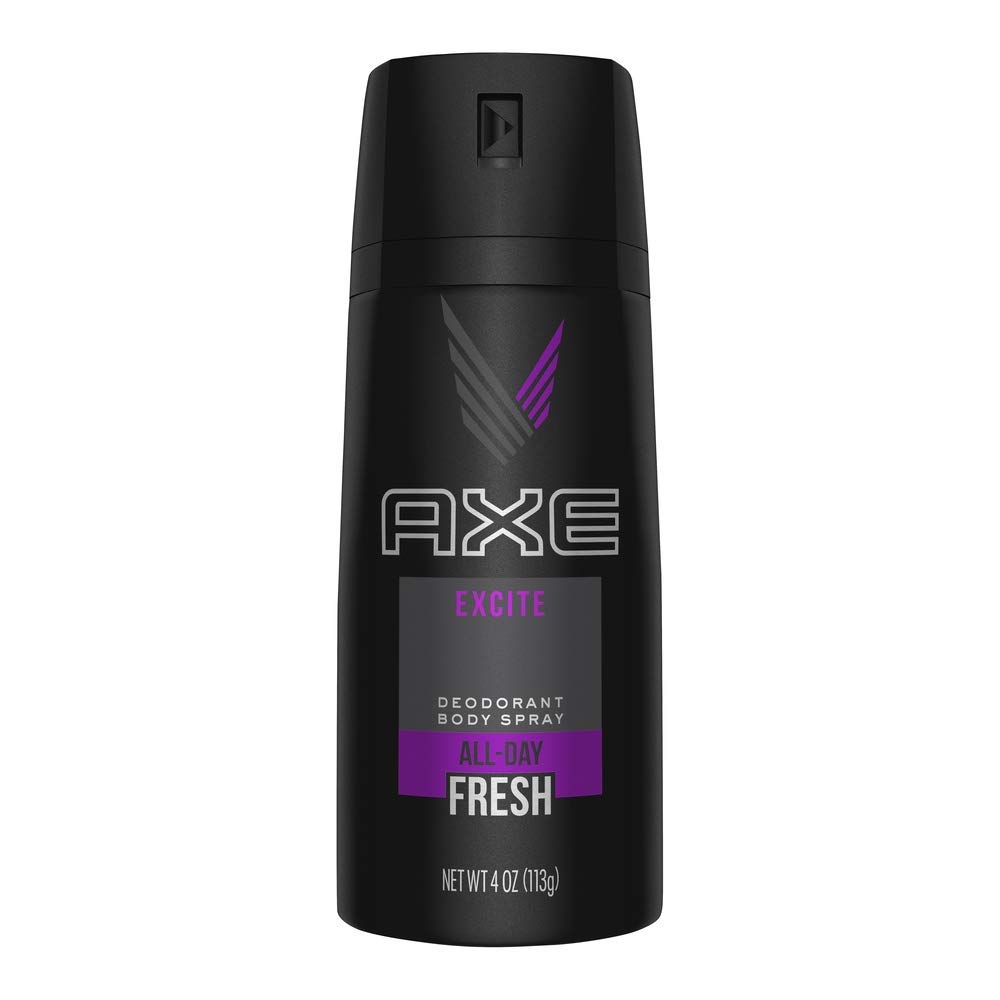 AXE
EXCITE
DEODORANT
BODY SPRAY
ALL-DAY
FRESH
NET WT 4 OZ (113g)